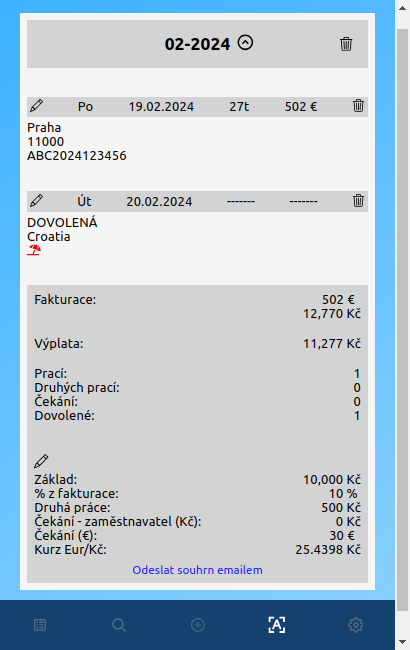 02-2024
Po 19.02.2024 27t 502 €
Praha
11000
ABC2024123456
Út 20.02.2024 ------- -------
DOVOLENÁ
Croatia
Fakturace: 502 €
12,770 Kč
Výplata: 11,277 Kč
Prací: 1
Druhých prací: 0
Čekání: 0
Dovolené: 1
Základ: 10,000 Kč
% z fakturace: 10 %
Druhá práce: 500 Kč
Čekání - zaměstnavatel (Kč): 0 Kč
Čekání (€): 30 €
Kurz Eur/Kč: 25.4398 Kč
Odeslat souhrn emailem
A